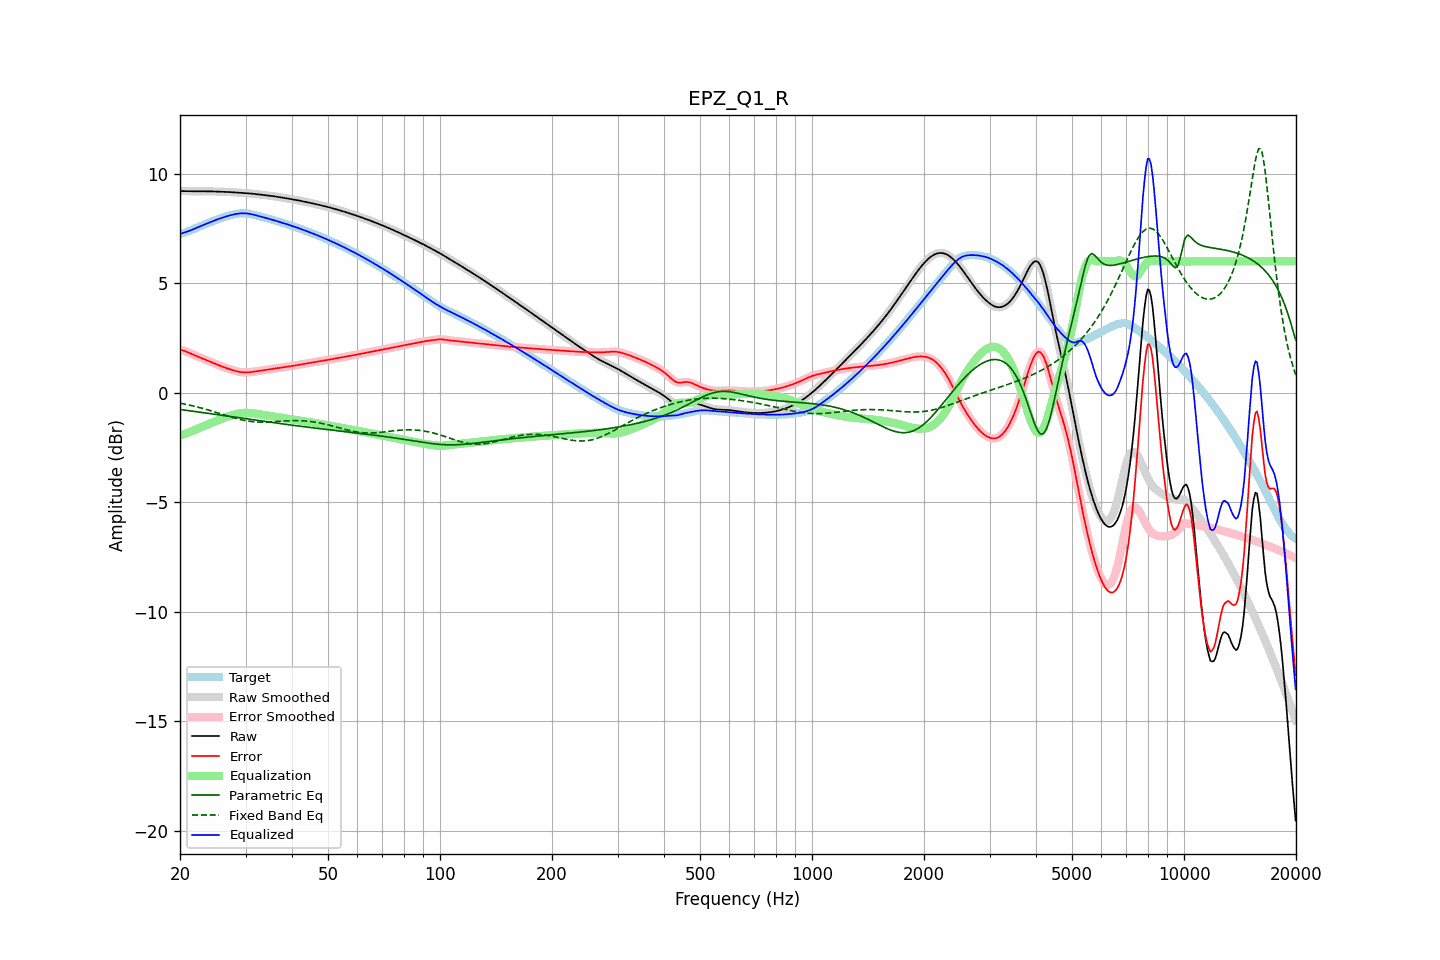 EPZ_Q1_R
10
5
0
−5
−10
−15
−20
Amplitude (dBr)
Target
Raw Smoothed
Error Smoothed
Raw
Error
Equalization
Parametric Eq
Fixed Band Eq
Equalized
20 50 100 200 500 1000 2000 5000 10000 20000
Frequency (Hz)